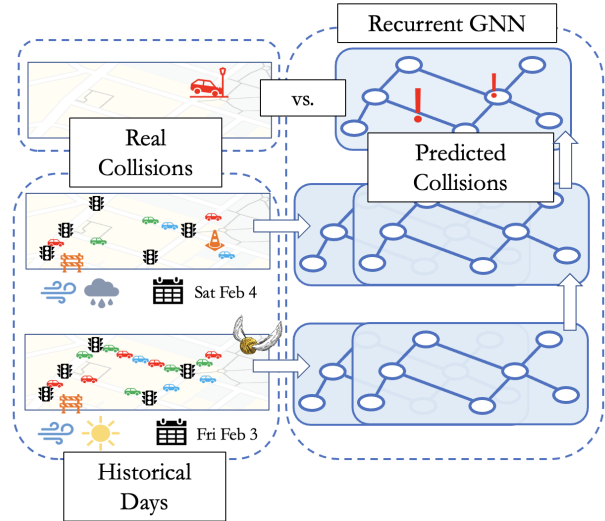 Recurrent GNN
vs.
Real
Collisions
Predicted
Collisions
Sat Feb 4
Fri Feb 3
Historical
Days